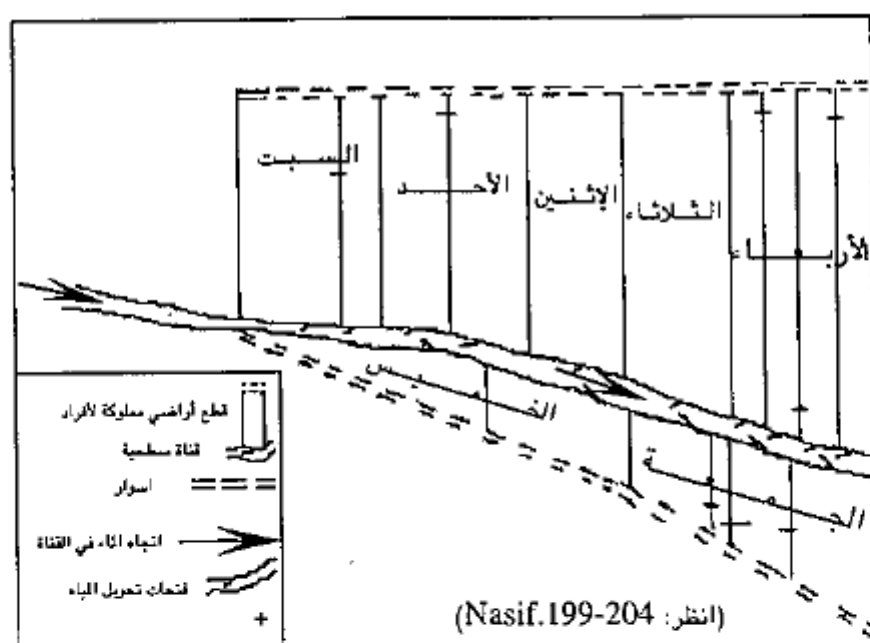 السبت
الأحد
الإثنين
الثلاثاء
الأربعاء
الخميس
الجمعة
قطع أراضي مملوكة لأفراد
قناة سطحية
اسوار
اتجاه الماء في القناة
فتحات تحويل المياه
(انظر: Nasif.199-204)